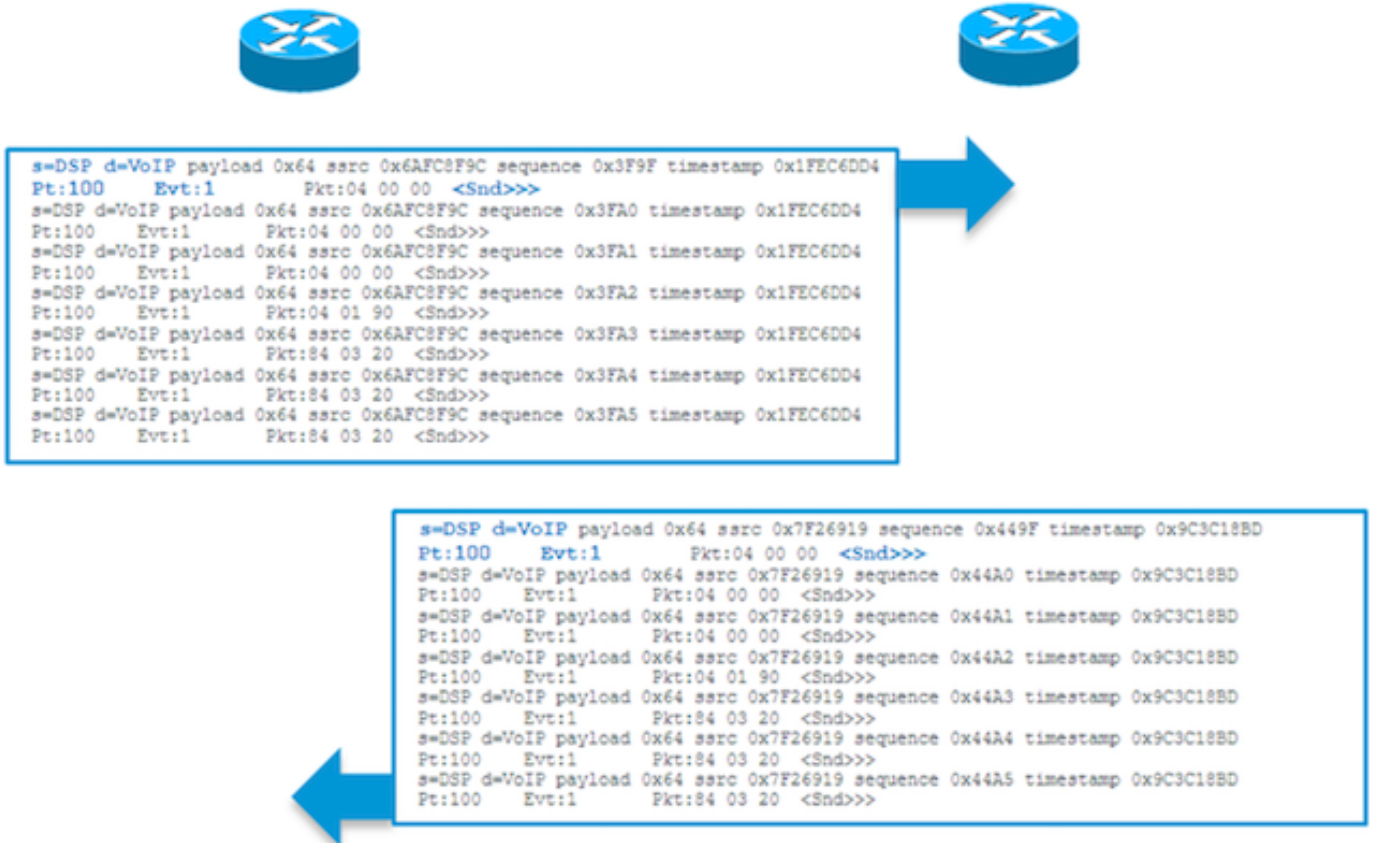 s=DSP d=VoIP payload 0x64 ssrc 0x6AFC8F9C sequence 0x3F9F timestamp 0x1FEC6DD4
Pt:100 Evt:1 Pkt:04 00 00 <Snd>>>
s=DSP d=VoIP payload 0x64 ssrc 0x6AFC8F9C sequence 0x3FA0 timestamp 0x1FEC6DD4
Pt:100 Evt:1 Pkt:04 00 00 <Snd>>>
s=DSP d=VoIP payload 0x64 ssrc 0x6AFC8F9C sequence 0x3FA1 timestamp 0x1FEC6DD4
Pt:100 Evt:1 Pkt:04 00 00 <Snd>>>
s=DSP d=VoIP payload 0x64 ssrc 0x6AFC8F9C sequence 0x3FA2 timestamp 0x1FEC6DD4
Pt:100 Evt:1 Pkt:04 01 90 <Snd>>>
s=DSP d=VoIP payload 0x64 ssrc 0x6AFC8F9C sequence 0x3FA3 timestamp 0x1FEC6DD4
Pt:100 Evt:1 Pkt:84 03 20 <Snd>>>
s=DSP d=VoIP payload 0x64 ssrc 0x6AFC8F9C sequence 0x3FA4 timestamp 0x1FEC6DD4
Pt:100 Evt:1 Pkt:84 03 20 <Snd>>>
s=DSP d=VoIP payload 0x64 ssrc 0x6AFC8F9C sequence 0x3FA5 timestamp 0x1FEC6DD4
Pt:100 Evt:1 Pkt:84 03 20 <Snd>>>
s=DSP d=VoIP payload 0x64 ssrc 0x7F26919 sequence 0x449F timestamp 0x9C3C18BD
Pt:100 Evt:1 Pkt:04 00 00 <Snd>>>
s=DSP d=VoIP payload 0x64 ssrc 0x7F26919 sequence 0x44A0 timestamp 0x9C3C18BD
Pt:100 Evt:1 Pkt:04 00 00 <Snd>>>
s=DSP d=VoIP payload 0x64 ssrc 0x7F26919 sequence 0x44A1 timestamp 0x9C3C18BD
Pt:100 Evt:1 Pkt:04 00 00 <Snd>>>
s=DSP d=VoIP payload 0x64 ssrc 0x7F26919 sequence 0x44A2 timestamp 0x9C3C18BD
Pt:100 Evt:1 Pkt:04 01 90 <Snd>>>
s=DSP d=VoIP payload 0x64 ssrc 0x7F26919 sequence 0x44A3 timestamp 0x9C3C18BD
Pt:100 Evt:1 Pkt:84 03 20 <Snd>>>
s=DSP d=VoIP payload 0x64 ssrc 0x7F26919 sequence 0x44A4 timestamp 0x9C3C18BD
Pt:100 Evt:1 Pkt:84 03 20 <Snd>>>
s=DSP d=VoIP payload 0x64 ssrc 0x7F26919 sequence 0x44A5 timestamp 0x9C3C18BD
Pt:100 Evt:1 Pkt:84 03 20 <Snd>>>